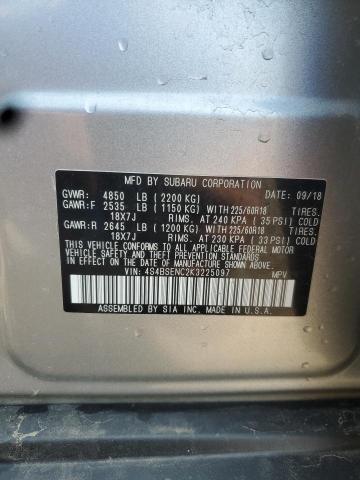 MFD BY SUBARU CORPORATION DATE: 09/18
GVWR: 4850 LB ( 2200 KG)
GAWR:F 2535 LB ( 1150 KG) WITH 225/60R18 TIRES,
18X7J RIMS. AT 240 KPA ( 35 PSI) COLD
GAWR:R 2645 LB ( 1200 KG) WITH 225/60R18 TIRES,
18X7J RIMS. AT 230 KPA ( 33 PSI) COLD
THIS VEHICLE CONFORMS TO ALL APPLICABLE FEDERAL MOTOR
VEHICLE SAFETY, BUMPER, AND THEFT PREVENTION STANDARDS
IN EFFECT ON THE DATE OF MANUFACTURE SHOWN ABOVE.
VIN: 4S4BSENC2K3225097 MPV
ASSEMBLED BY SIA INC. MADE IN U.S.A.